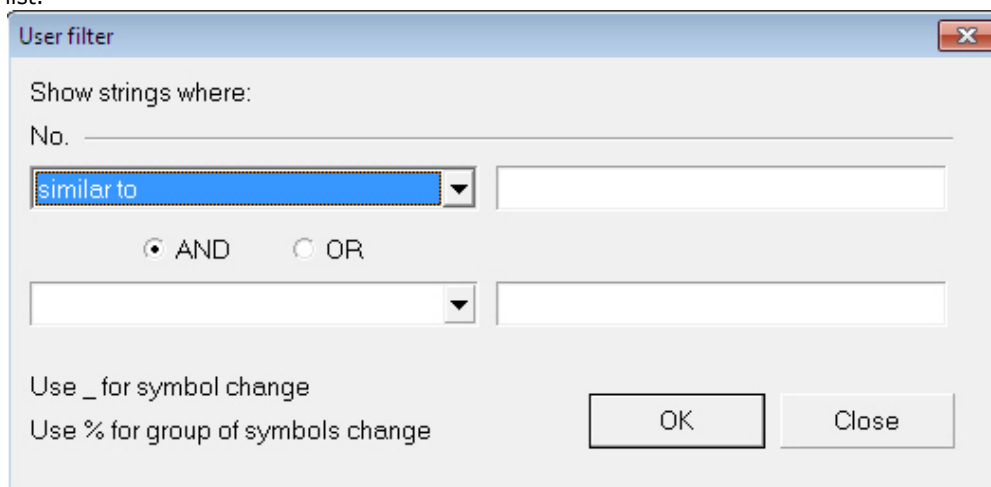 list.
User filter
Show strings where:
No.
similar to
AND OR
Use _ for symbol change
Use % for group of symbols change
OK Close